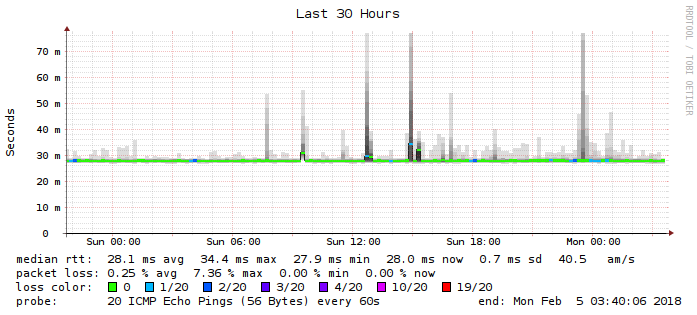 Last 30 Hours
RRDTOOL / TOBI OETIKER
Seconds
70 m
60 m
50 m
40 m
30 m
20 m
10 m
0
Sun 00:00 Sun 06:00 Sun 12:00 Sun 18:00 Mon 00:00
median rtt: 28.1 ms avg 34.4 ms max 27.9 ms min 28.0 ms now 0.7 ms sd 40.5 am/s
packet loss: 0.25 % avg 7.36 % max 0.00 % min 0.00 % now
loss color: 0 1/20 2/20 3/20 4/20 10/20 19/20
probe: 20 ICMP Echo Pings (56 Bytes) every 60s end: Mon Feb 5 03:40:06 2018